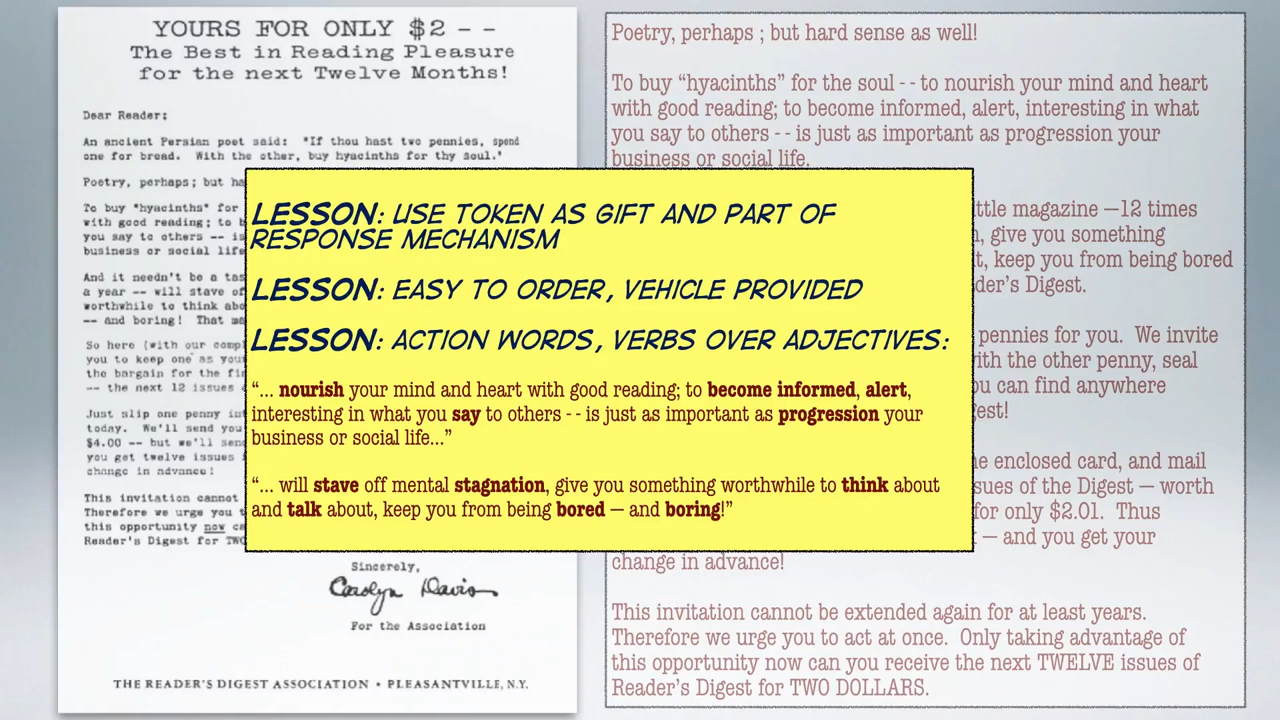 YOURS FOR ONLY $2 - -
The Best in Reading Pleasure
for the next Twelve Months!
Dear Reader:
An ancient Persian poet said: "If thou hast two pennies, spend
one for bread. With the other, buy hyacinths for thy soul."
Poetry, perhaps; but ha
To buy "hyacinths" for
with good reading; to b
you say to others -- is
business or social life
And it needn't be a tas
a year -- will stave of
worthwhile to think abo
-- and boring! That ma
So here (with our comp
you to keep one as your
the bargain for the fi
-- the next 12 issues
Just slip one penny int
today. We'll send you
$4.00 -- but we'll send
you get twelve issues
change in advance!
This invitation cannot
Therefore we urge you t
this opportunity now ca
Reader's Digest for TWO
Sincerely,
Carolyn Davis
For the Association
THE READER'S DIGEST ASSOCIATION • PLEASANTVILLE, N.Y.
Poetry, perhaps ; but hard sense as well!
To buy “hyacinths” for the soul - - to nourish your mind and heart
with good reading; to become informed, alert, interesting in what
you say to others - - is just as important as progression your
business or social life.
ttle magazine —12 times
, give you something
t, keep you from being bored
der’s Digest.
pennies for you. We invite
ith the other penny, seal
ou can find anywhere
gest!
e enclosed card, and mail
sues of the Digest — worth
for only $2.01. Thus
— and you get your
change in advance!
This invitation cannot be extended again for at least years.
Therefore we urge you to act at once. Only taking advantage of
this opportunity now can you receive the next TWELVE issues of
Reader’s Digest for TWO DOLLARS.
LESSON: USE TOKEN AS GIFT AND PART OF
RESPONSE MECHANISM
LESSON: EASY TO ORDER, VEHICLE PROVIDED
LESSON: ACTION WORDS, VERBS OVER ADJECTIVES:
“... nourish your mind and heart with good reading; to become informed, alert,
interesting in what you say to others - - is just as important as progression your
business or social life...”
“... will stave off mental stagnation, give you something worthwhile to think about
and talk about, keep you from being bored — and boring!”